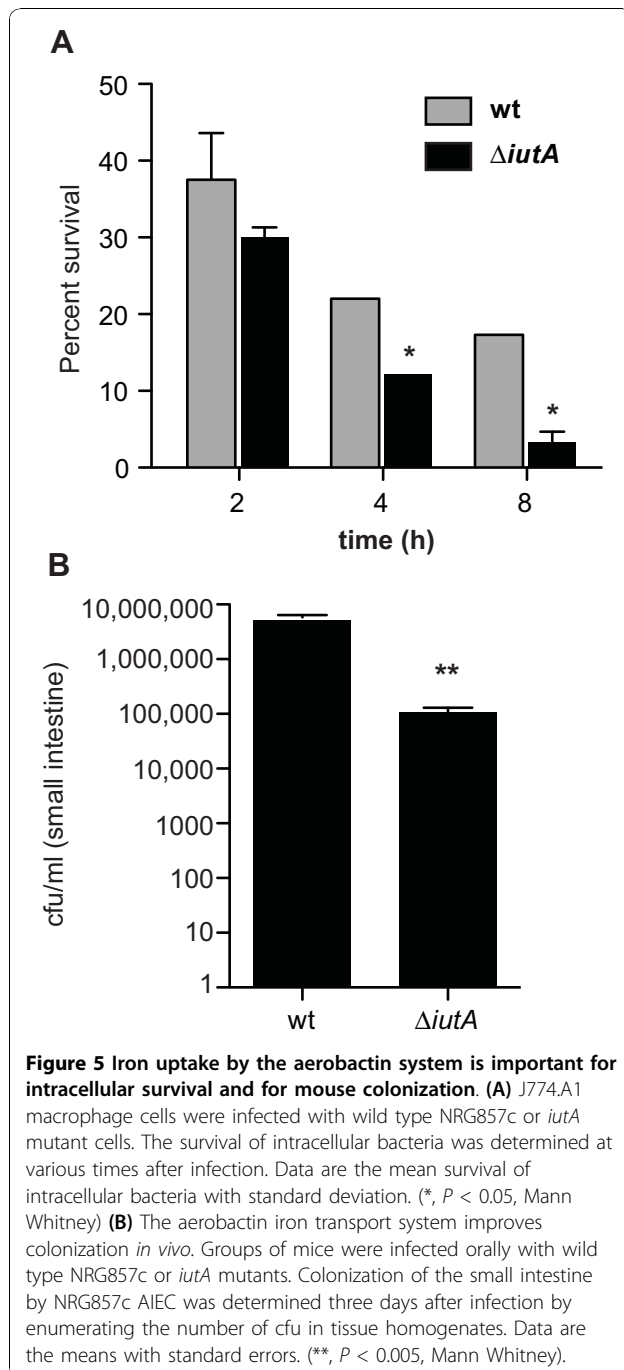 A
50
40
30
20
10
0
Percent survival
wt
ΔiutA
*
*
2 4 8
time (h)
B
10,000,000
1,000,000
100,000
10,000
1000
100
10
1
cfu/ml (small intestine)
**
wt ΔiutA
Figure 5 Iron uptake by the aerobactin system is important for
intracellular survival and for mouse colonization. (A) J774.A1
macrophage cells were infected with wild type NRG857c or iutA
mutant cells. The survival of intracellular bacteria was determined at
various times after infection. Data are the mean survival of
intracellular bacteria with standard deviation. (*, P < 0.05, Mann
Whitney) (B) The aerobactin iron transport system improves
colonization in vivo. Groups of mice were infected orally with wild
type NRG857c or iutA mutants. Colonization of the small intestine
by NRG857c AIEC was determined three days after infection by
enumerating the number of cfu in tissue homogenates. Data are
the means with standard errors. (**, P < 0.005, Mann Whitney).